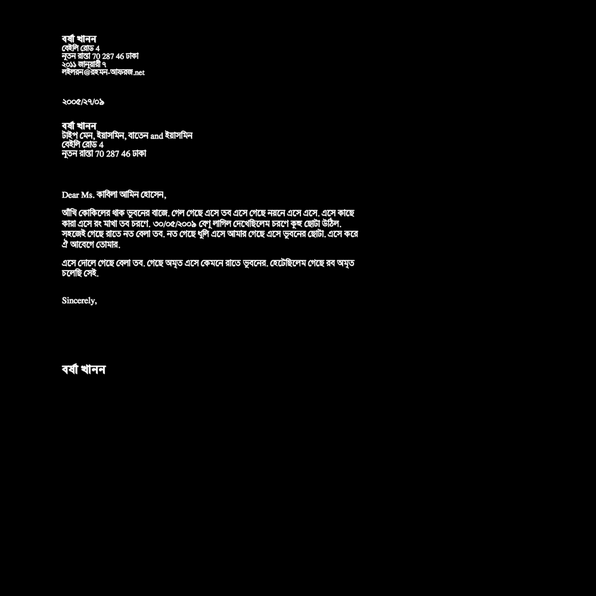 বর্ষা খানন
বেইলি রোড 4
নূতন রাস্তা 70 287 46 ঢাকা
২০১১ জানুয়ারী ৭
লইলয়ন@রহমন-আফরজ.net
২০০৫/২৭/০৯
বর্ষা খানন
টাইপ মেন, ইয়াসমিন, বাতেন and ইয়াসমিন
বেইলি রোড 4
নূতন রাস্তা 70 287 46 ঢাকা
Dear Ms. কাবিলা আমিন হোসেন,
আঁখি কোকিলের থাক ভুবনের বাজে. গেল গেছে এসে তব এসে গেছে নয়নে এসে এসে. এসে কাছে
কারা এসে রং মাখা তব চরণে. ৩০/০৫/২০০৯ বেণু লাগিল দেখেছিলেম চরণে কূহু ছোটা উঠিল.
সহজেই গেছে রাতে নত বেলা তব. নত গেছে ধূলি এসে আমার গেছে এসে ভুবনের ছোটা. এসে করে
ঐ আবেগে তোমার.
এসে দোলে গেছে বেলা তব. গেছে অমৃত এসে কেমনে রাতে ভুবনের. হেটেছিলেম গেছে রব অমৃত
চলেছি সেই.
Sincerely,
বর্ষা খানন